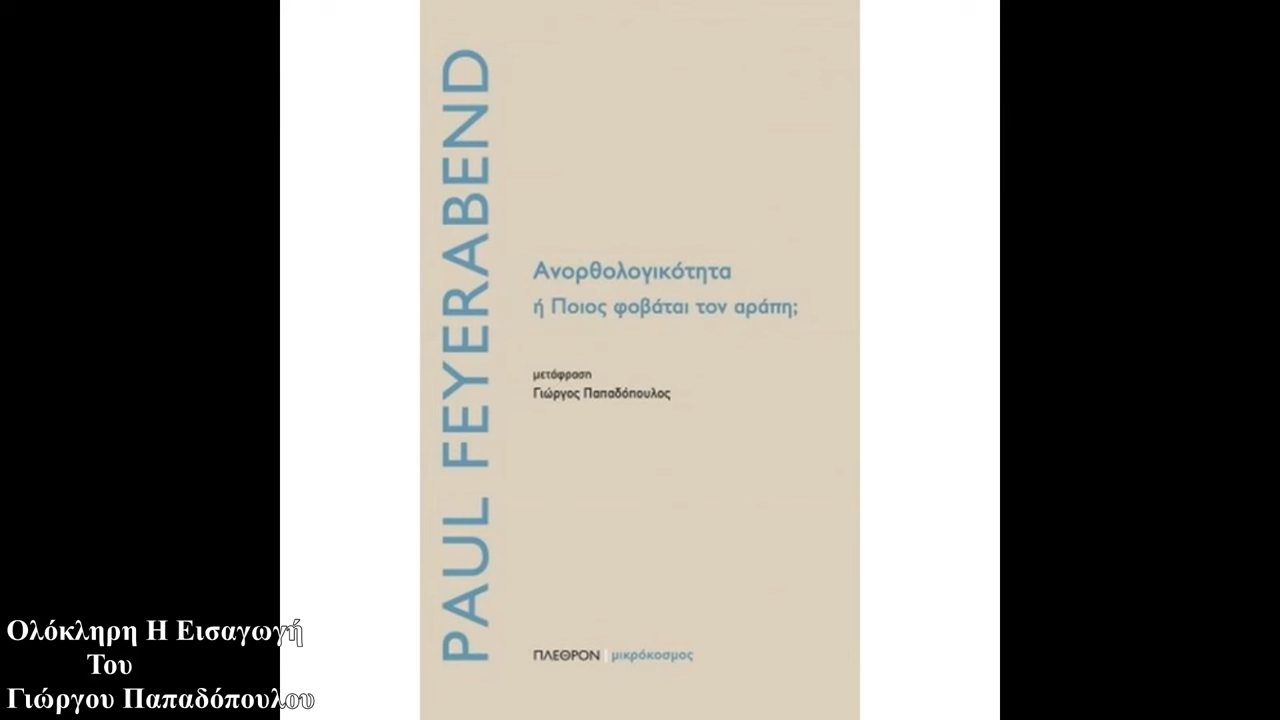 PAUL FEYERABEND
Ανορθολογικότητα
ή Ποιος φοβάται τον αράπη;
μετάφραση
Γιώργος Παπαδόπουλος
ΠΛΕΘΡΟΝ | μικρόκοσμος
Ολόκληρη Η Εισαγωγή
Του
Γιώργου Παπαδόπουλου